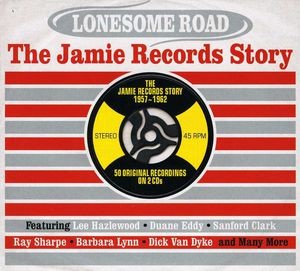 LONESOME ROAD
The Jamie Records Story
THE
JAMIE RECORDS STORY
1957-1962
STEREO
45 RPM
50 ORIGINAL RECORDINGS
ON 2 CDs
Featuring Lee Hazlewood • Duane Eddy • Sanford Clark
Ray Sharpe • Barbara Lynn • Dick Van Dyke and Many More